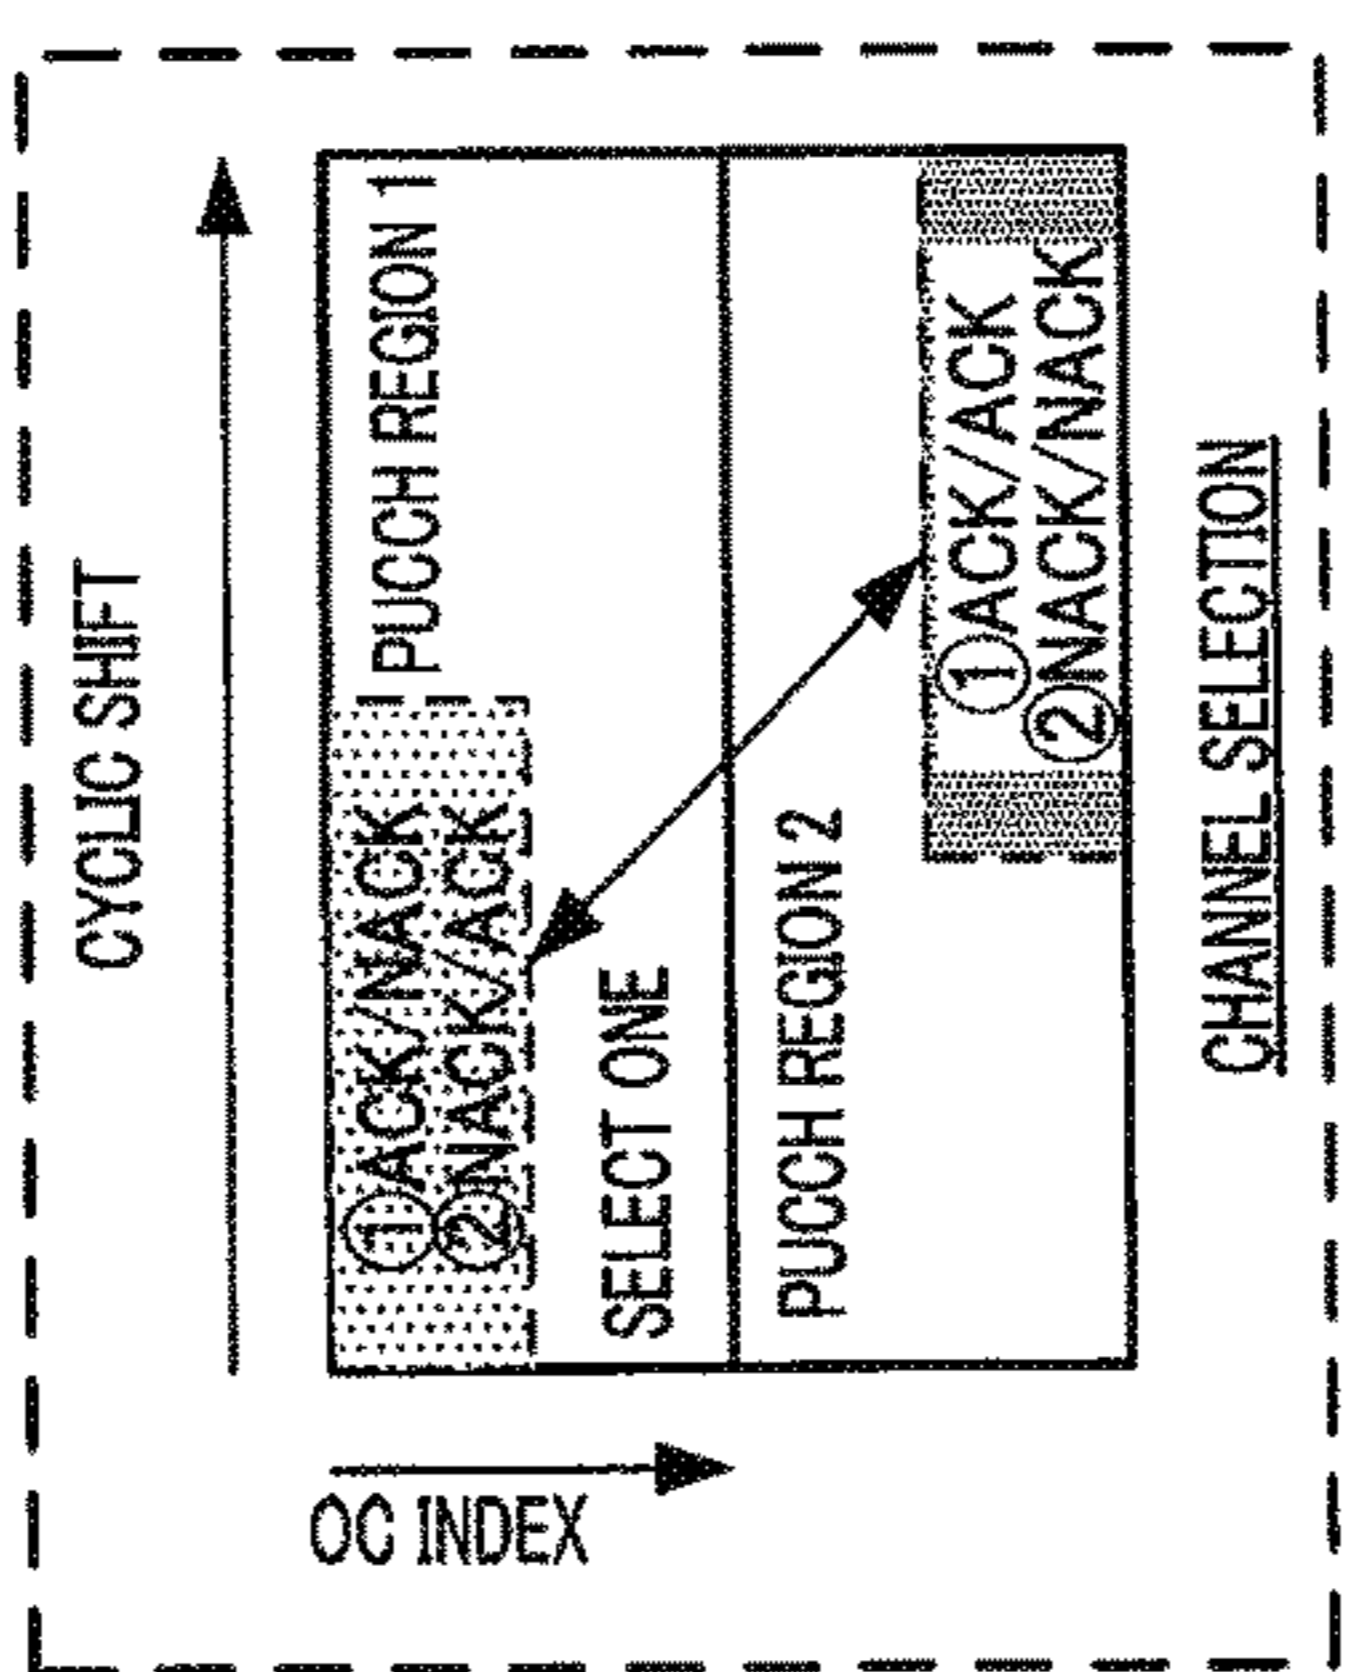 CYCLIC SHIFT
PUCCH REGION 1
①ACK/NACK
②NACK/ACK
SELECT ONE
PUCCH REGION 2
①ACK/ACK
②NACK/NACK
OC INDEX
CHANNEL SELECTION